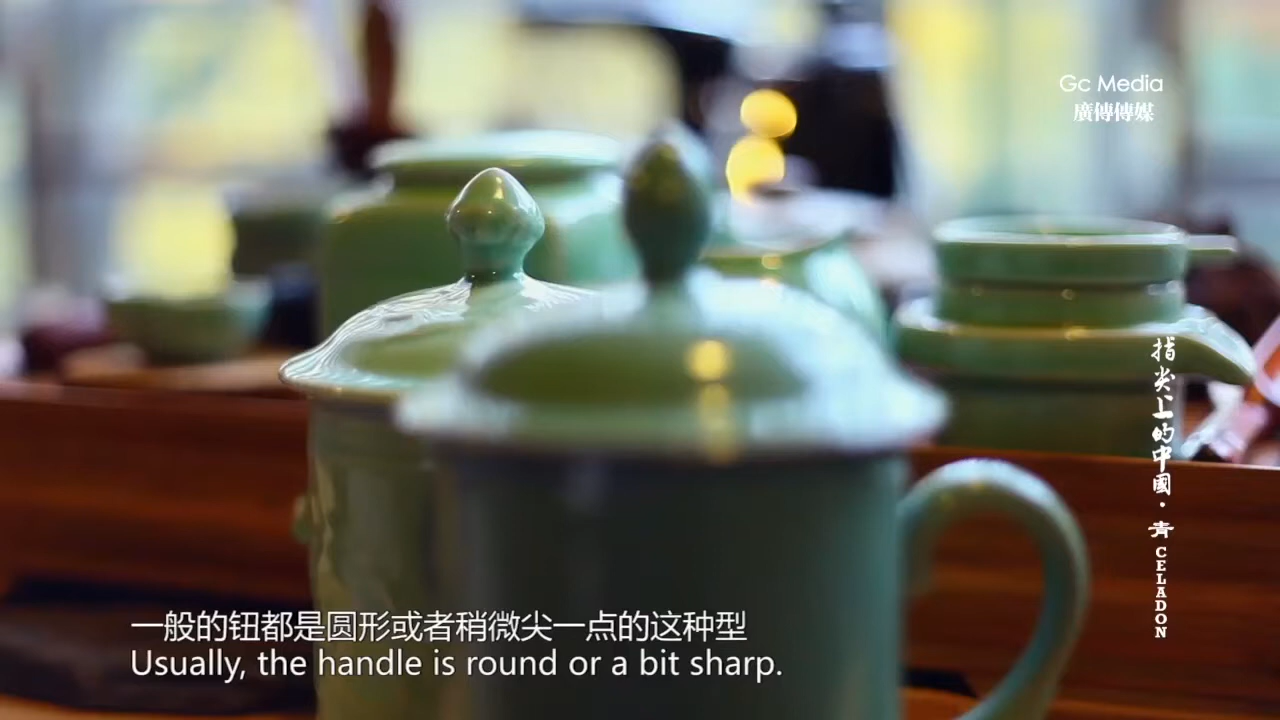 Gc Media
廣傳傳媒
指尖上的中國·青 CELADON
一般的钮都是圆形或者稍微尖一点的这种型
Usually, the handle is round or a bit sharp.